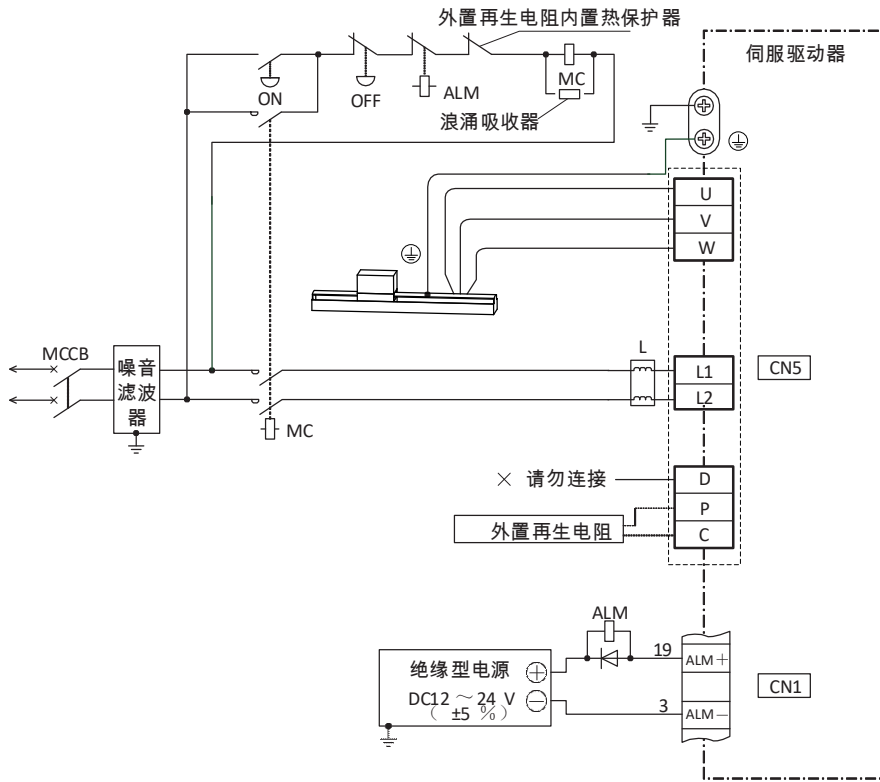 外置再生电阻内置热保护器
伺服驱动器
ON
OFF
ALM
MC
浪涌吸收器
U
V
W
MCCB
噪音
滤波
器
L
L1
L2
CN5
MC
× 请勿连接
D
P
C
外置再生电阻
ALM
绝缘型电源
DC12 ～ 24 V
（ ±5 %）
19
ALM＋
3
ALM－
CN1